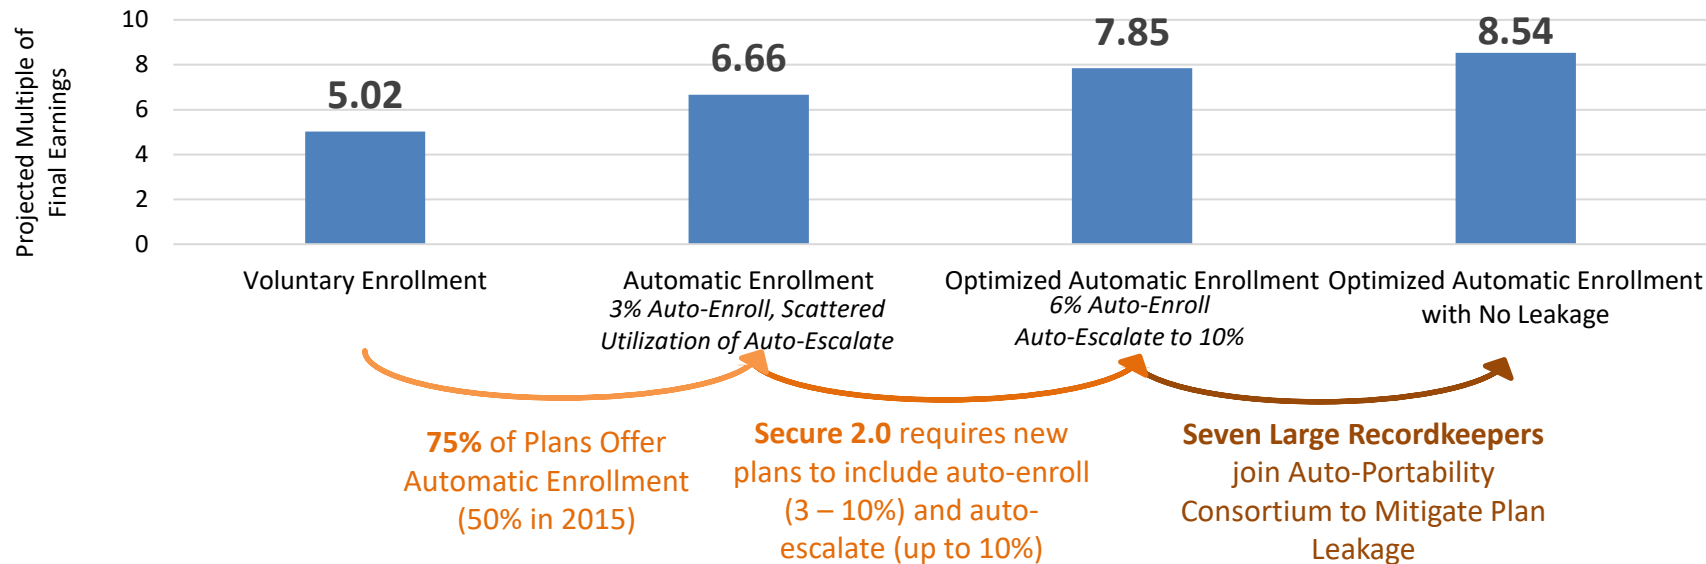 Projected Multiple of
Final Earnings
10
8
6
4
2
0
5.02
6.66
7.85
8.54
Voluntary Enrollment
Automatic Enrollment
3% Auto-Enroll, Scattered
Utilization of Auto-Escalate
Optimized Automatic Enrollment
6% Auto-Enroll
Auto-Escalate to 10%
Optimized Automatic Enrollment
with No Leakage
75% of Plans Offer
Automatic Enrollment
(50% in 2015)
Secure 2.0 requires new
plans to include auto-enroll
(3 – 10%) and auto-
escalate (up to 10%)
Seven Large Recordkeepers
join Auto-Portability
Consortium to Mitigate Plan
Leakage